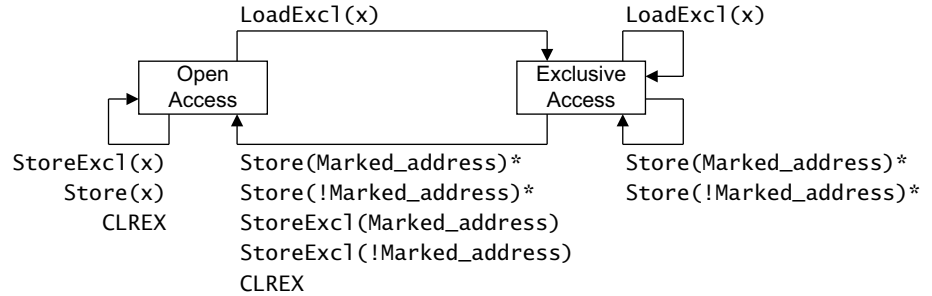 LoadExcl(x)
LoadExcl(x)
Open
Access
Exclusive
Access
StoreExcl(x)
Store(x)
CLREX
Store(Marked_address)*
Store(!Marked_address)*
StoreExcl(Marked_address)
StoreExcl(!Marked_address)
CLREX
Store(Marked_address)*
Store(!Marked_address)*